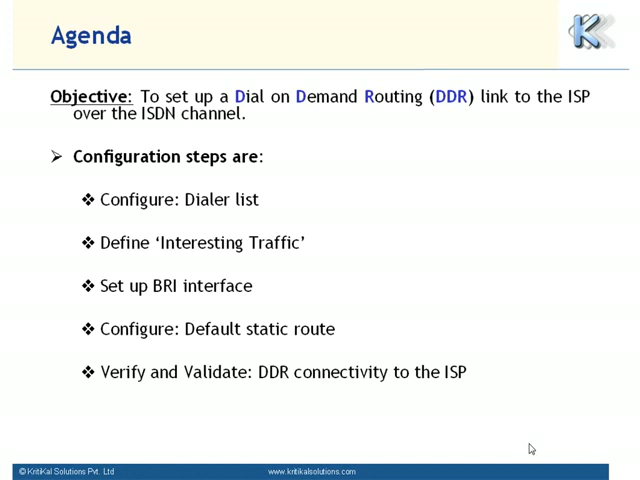 Agenda
Objective: To set up a Dial on Demand Routing (DDR) link to the ISP
over the ISDN channel.
➢ Configuration steps are:
❖ Configure: Dialer list
❖ Define ‘Interesting Traffic’
❖ Set up BRI interface
❖ Configure: Default static route
❖ Verify and Validate: DDR connectivity to the ISP
© KritiKal Solutions Pvt. Ltd www.kritikalsolutions.com